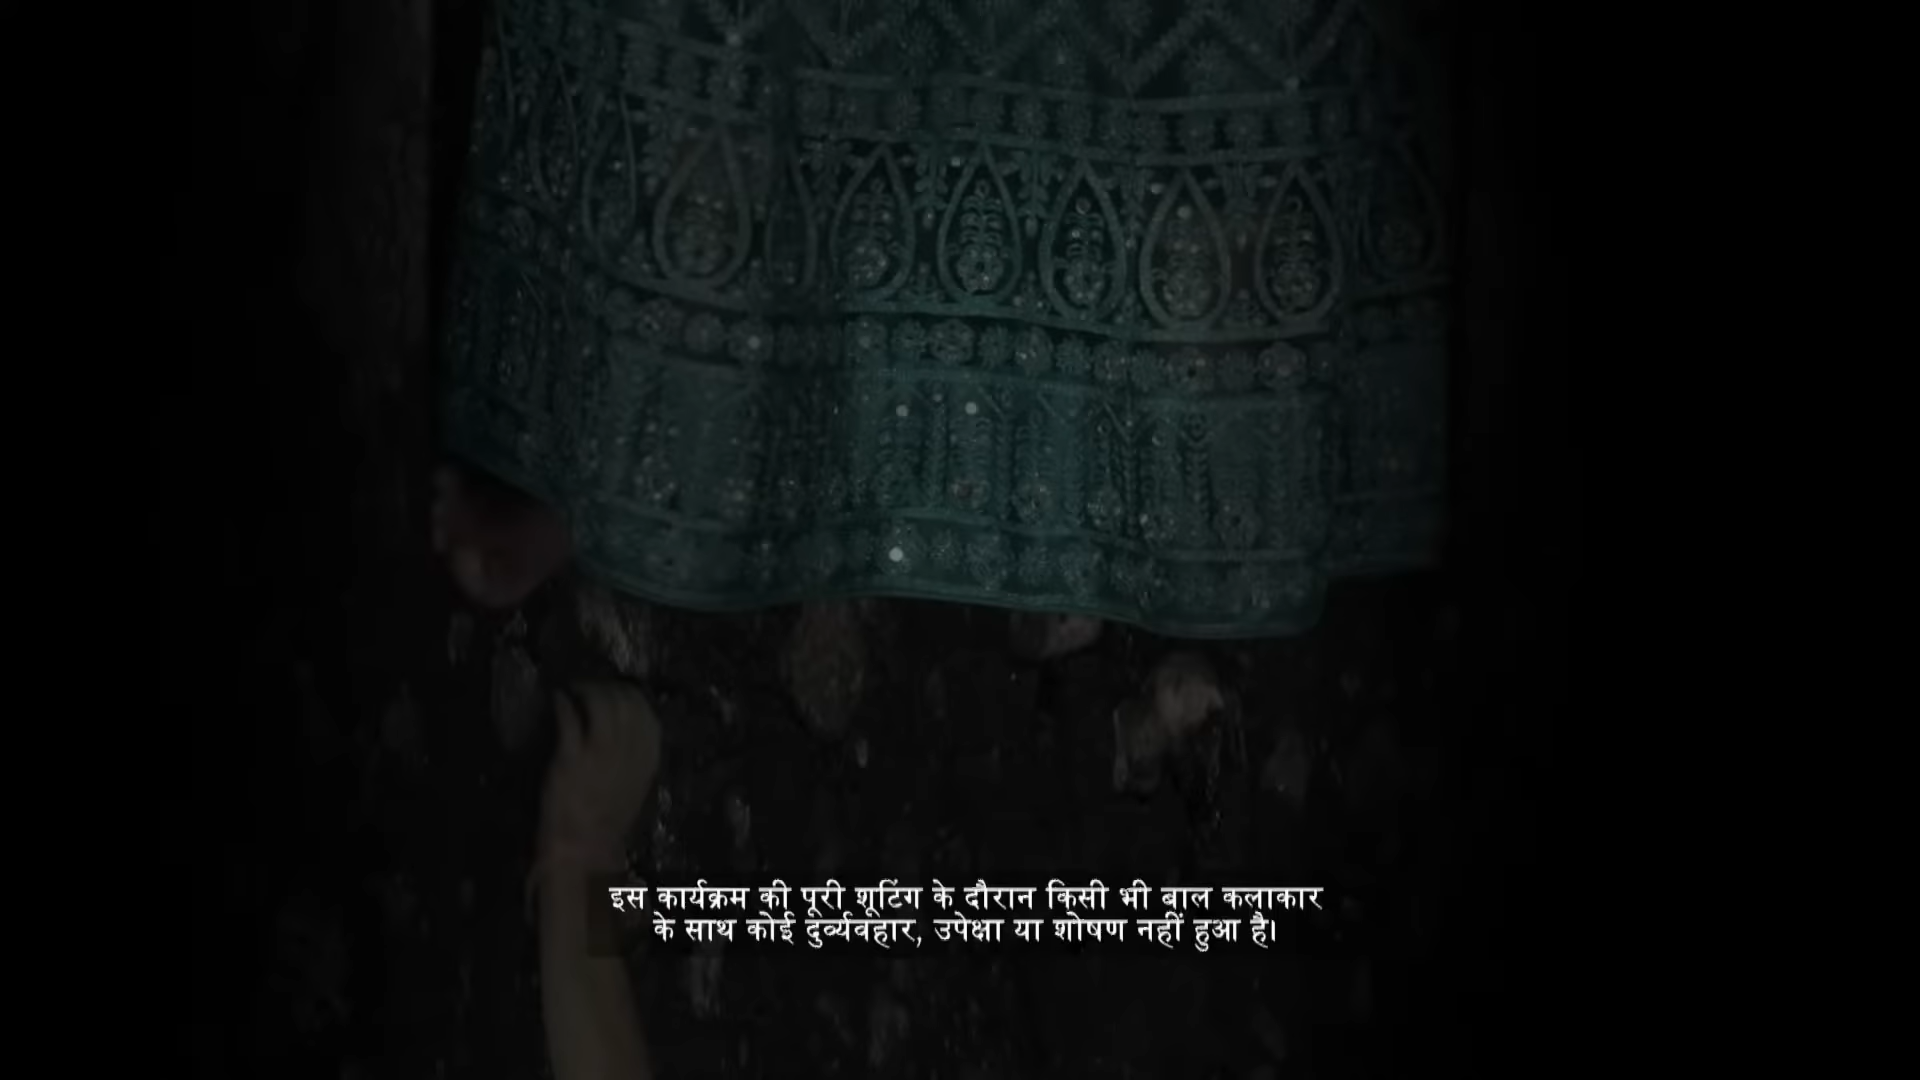 इस कार्यक्रम की पूरी शूटिंग के दौरान किसी भी बाल कलाकार
के साथ कोई दुर्व्यवहार, उपेक्षा या शोषण नहीं हुआ है।